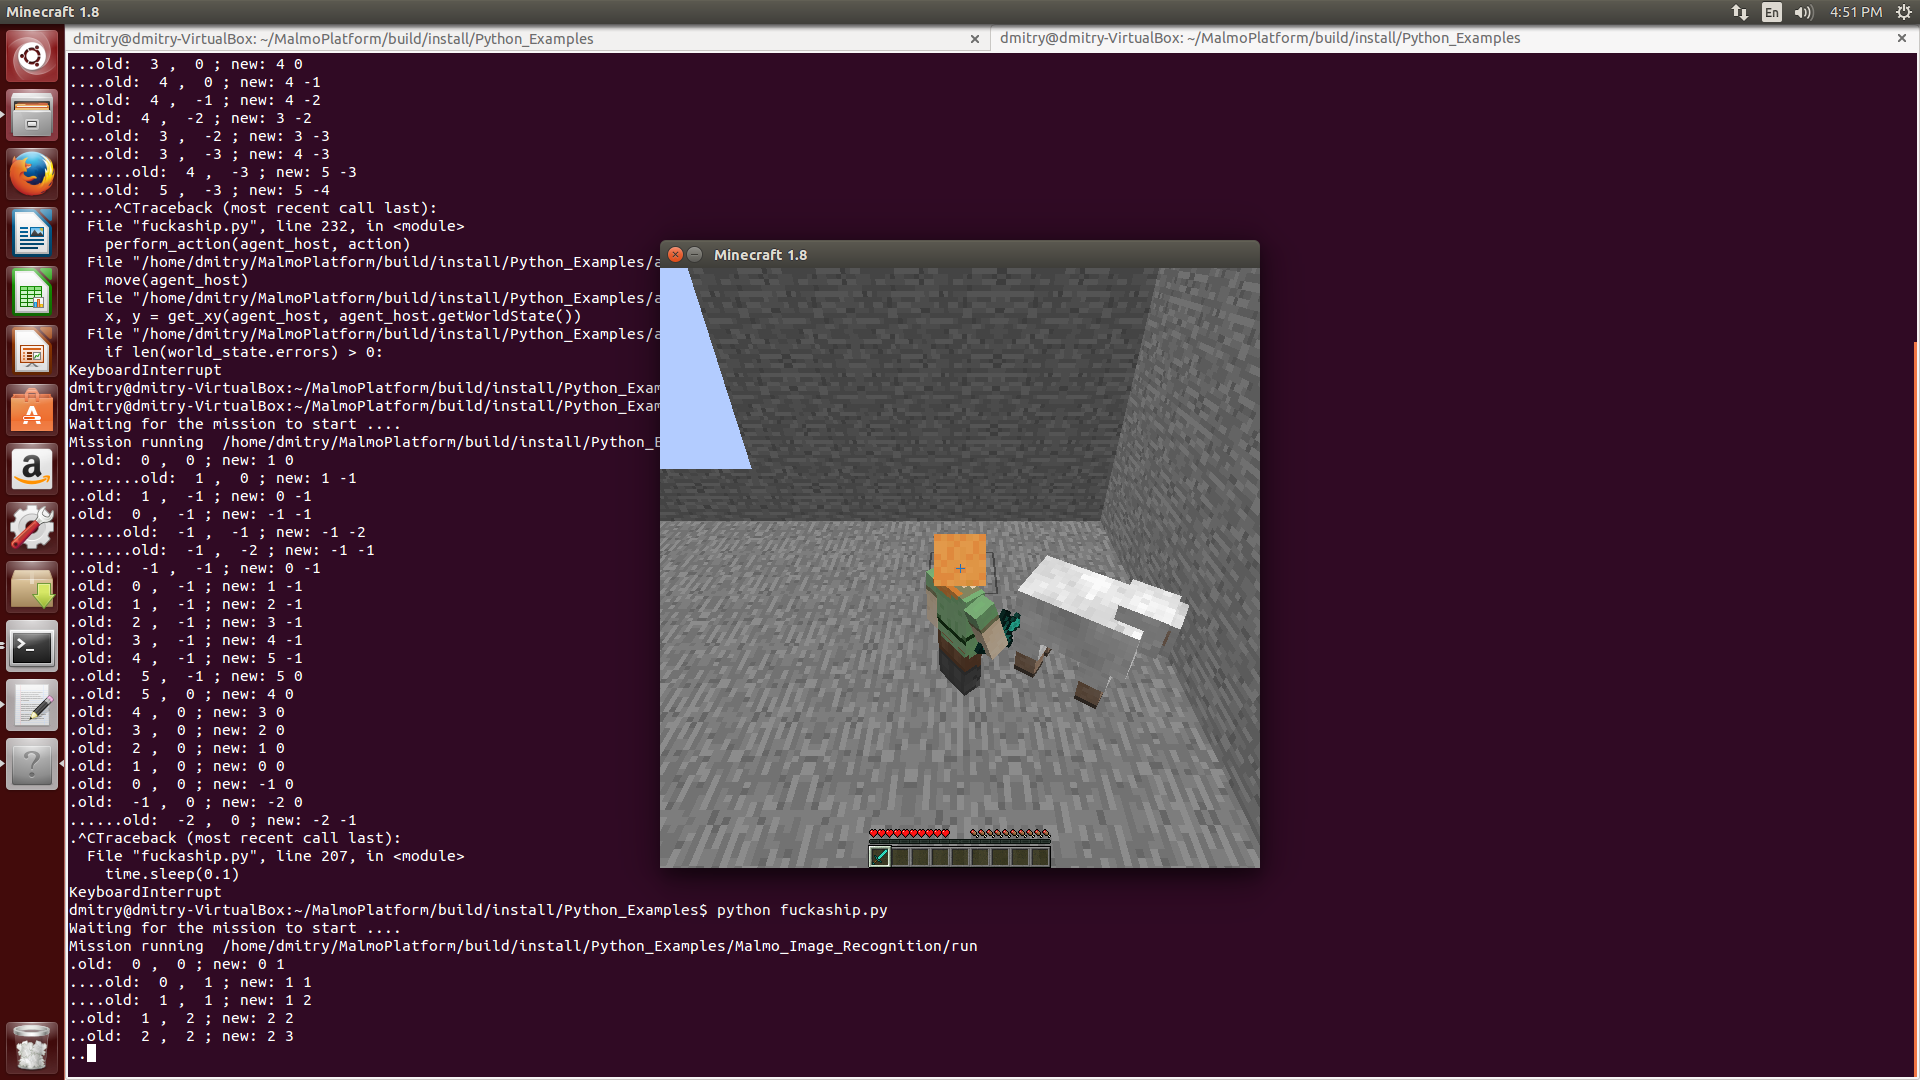 Minecraft 1.8
En
4:51 PM
dmitry@dmitry-VirtualBox: ~/MalmoPlatform/build/install/Python_Examples
dmitry@dmitry-VirtualBox: ~/MalmoPlatform/build/install/Python_Examples
...old:  3 ,  0 ; new: 4 0
....old:  4 ,  0 ; new: 4 -1
...old:  4 ,  -1 ; new: 4 -2
..old:  4 ,  -2 ; new: 3 -2
....old:  3 ,  -2 ; new: 3 -3
....old:  3 ,  -3 ; new: 4 -3
.......old:  4 ,  -3 ; new: 5 -3
....old:  5 ,  -3 ; new: 5 -4
.....^CTraceback (most recent call last):
  File "fuckaship.py", line 232, in <module>
    perform_action(agent_host, action)
  File "/home/dmitry/MalmoPlatform/build/install/Python_Examples/a
    move(agent_host)
  File "/home/dmitry/MalmoPlatform/build/install/Python_Examples/a
    x, y = get_xy(agent_host, agent_host.getWorldState())
  File "/home/dmitry/MalmoPlatform/build/install/Python_Examples/a
    if len(world_state.errors) > 0:
KeyboardInterrupt
dmitry@dmitry-VirtualBox:~/MalmoPlatform/build/install/Python_Exam
dmitry@dmitry-VirtualBox:~/MalmoPlatform/build/install/Python_Exam
Waiting for the mission to start ....
Mission running  /home/dmitry/MalmoPlatform/build/install/Python_E
..old:  0 ,  0 ; new: 1 0
........old:  1 ,  0 ; new: 1 -1
..old:  1 ,  -1 ; new: 0 -1
.old:  0 ,  -1 ; new: -1 -1
......old:  -1 ,  -1 ; new: -1 -2
.......old:  -1 ,  -2 ; new: -1 -1
..old:  -1 ,  -1 ; new: 0 -1
.old:  0 ,  -1 ; new: 1 -1
.old:  1 ,  -1 ; new: 2 -1
.old:  2 ,  -1 ; new: 3 -1
.old:  3 ,  -1 ; new: 4 -1
.old:  4 ,  -1 ; new: 5 -1
..old:  5 ,  -1 ; new: 5 0
..old:  5 ,  0 ; new: 4 0
.old:  4 ,  0 ; new: 3 0
.old:  3 ,  0 ; new: 2 0
.old:  2 ,  0 ; new: 1 0
.old:  1 ,  0 ; new: 0 0
.old:  0 ,  0 ; new: -1 0
.old:  -1 ,  0 ; new: -2 0
......old:  -2 ,  0 ; new: -2 -1
.^CTraceback (most recent call last):
  File "fuckaship.py", line 207, in <module>
    time.sleep(0.1)
KeyboardInterrupt
dmitry@dmitry-VirtualBox:~/MalmoPlatform/build/install/Python_Examples$ python fuckaship.py
Waiting for the mission to start ....
Mission running  /home/dmitry/MalmoPlatform/build/install/Python_Examples/Malmo_Image_Recognition/run
.old:  0 ,  0 ; new: 0 1
....old:  0 ,  1 ; new: 1 1
....old:  1 ,  1 ; new: 1 2
..old:  1 ,  2 ; new: 2 2
..old:  2 ,  2 ; new: 2 3
..
Minecraft 1.8